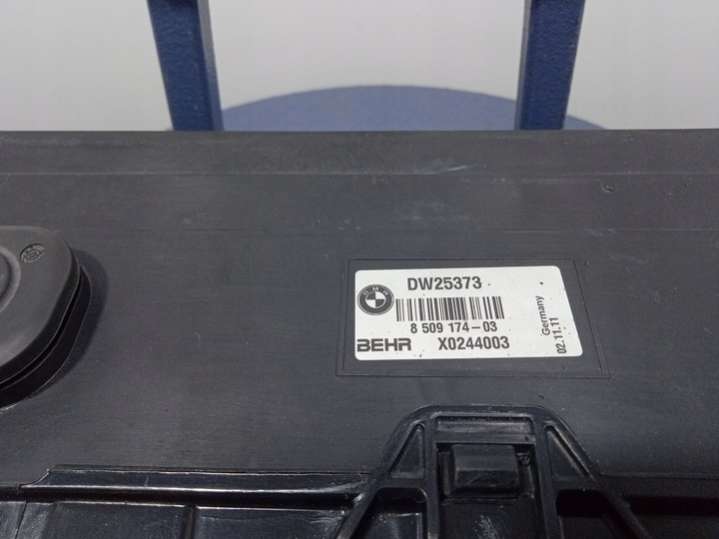 DW25373
8 509 174-03
BEHR X0244003
Germany
02.11.11